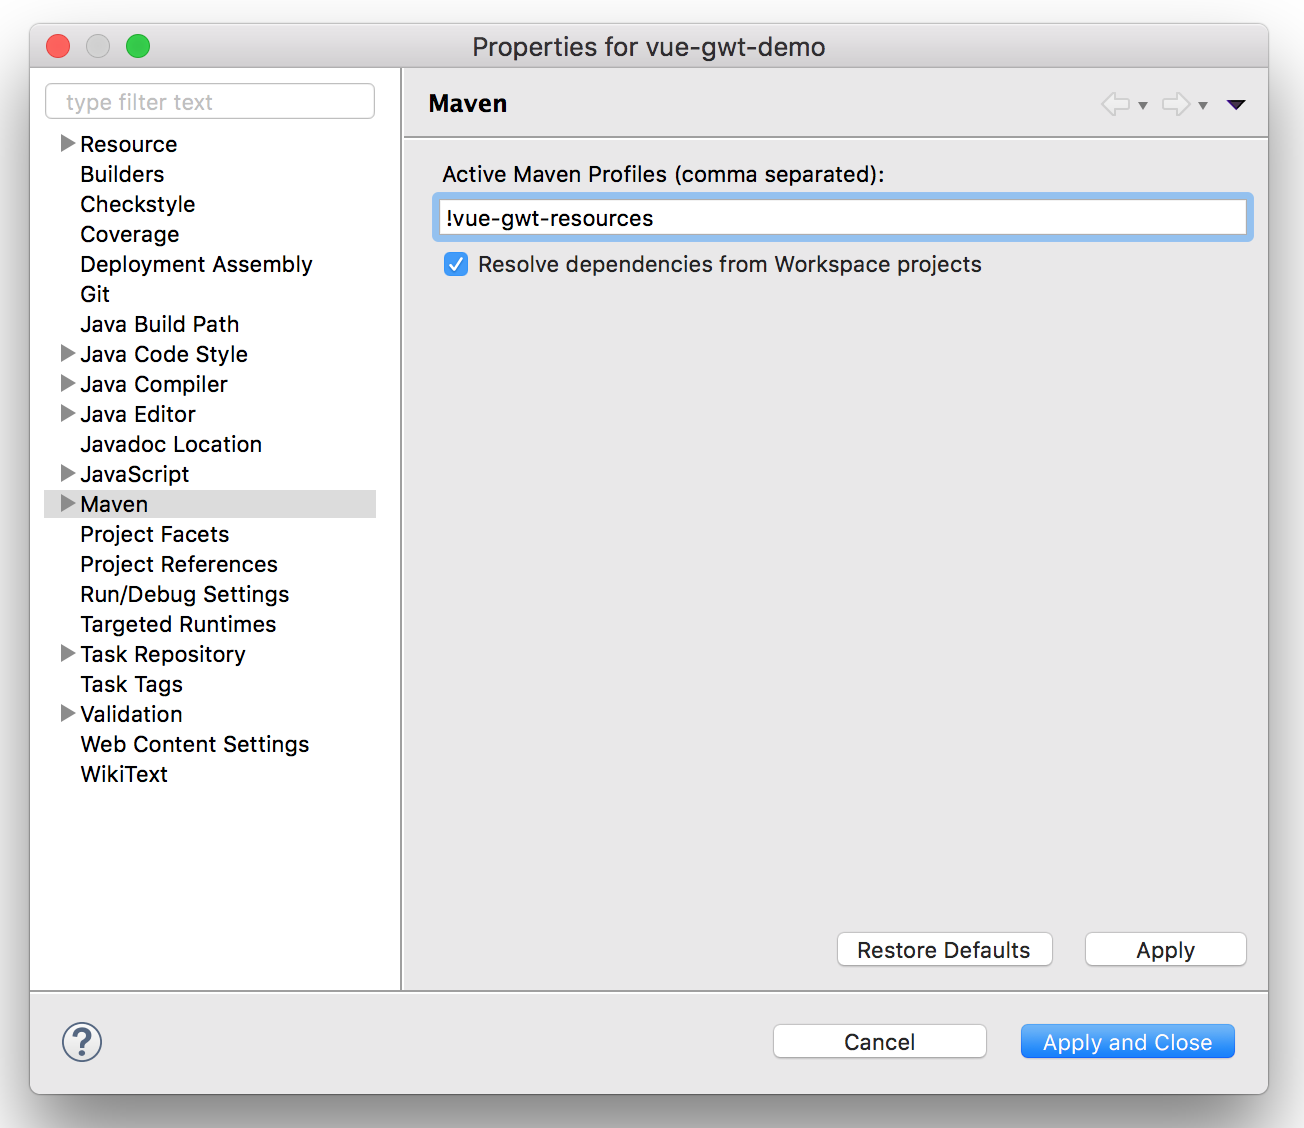 Properties for vue-gwt-demo
type filter text
Resource
Builders
Checkstyle
Coverage
Deployment Assembly
Git
Java Build Path
Java Code Style
Java Compiler
Java Editor
Javadoc Location
JavaScript
Maven
Project Facets
Project References
Run/Debug Settings
Targeted Runtimes
Task Repository
Task Tags
Validation
Web Content Settings
WikiText
Maven
Active Maven Profiles (comma separated):
!vue-gwt-resources
Resolve dependencies from Workspace projects
Restore Defaults
Apply
?
Cancel
Apply and Close